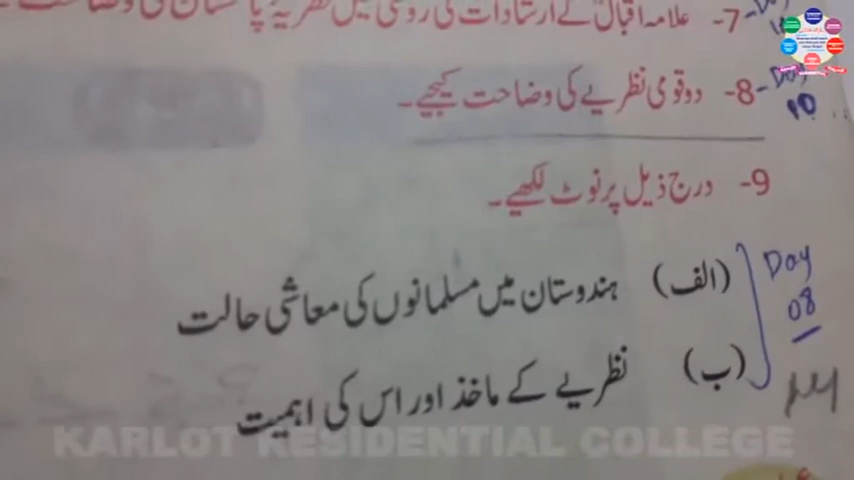 7- علامہ اقبال کے ارشادات کی روشنی میں نظریۂ پاکستان کی وضاحت
8- دو قومی نظریے کی وضاحت کیجیے۔
Day
10
9- درج ذیل پر نوٹ لکھیے۔
(الف) ہندوستان میں مسلمانوں کی معاشی حالت
(ب) نظریے کے ماخذ اور اس کی اہمیت
Day
08
KARLOT RESIDENTIAL COLLEGE